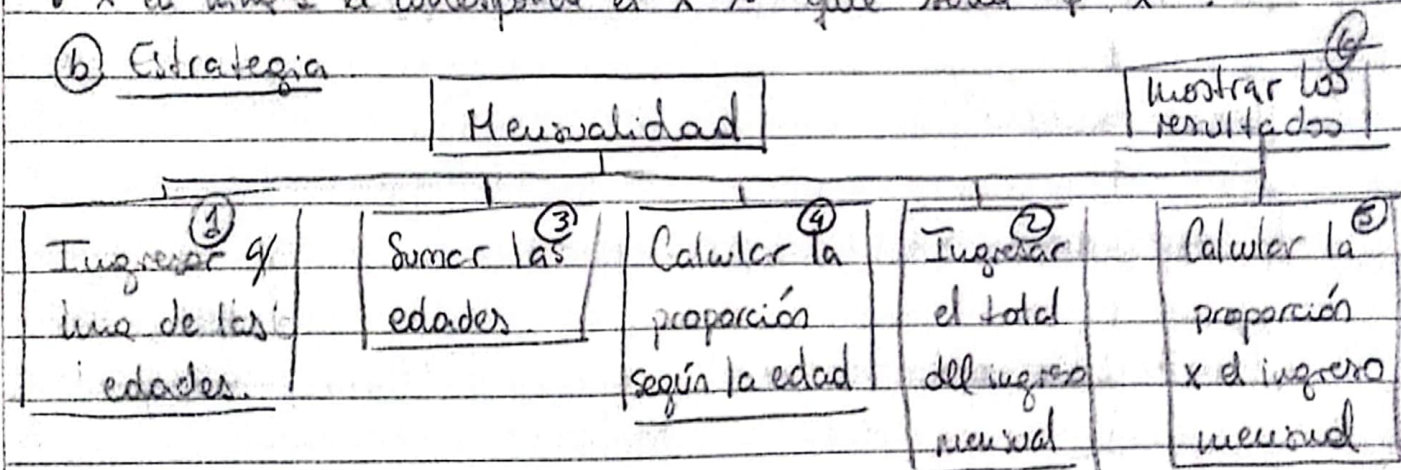 b Estrategia
Mensualidad
6
mostrar los
resultados
1
Ingresar c/
una de las
edades.
3
Sumar las
edades.
4
Calcular la
proporción
según la edad
2
Ingresar
el total
del ingreso
mensual
5
Calcular la
proporción
x el ingreso
mensual